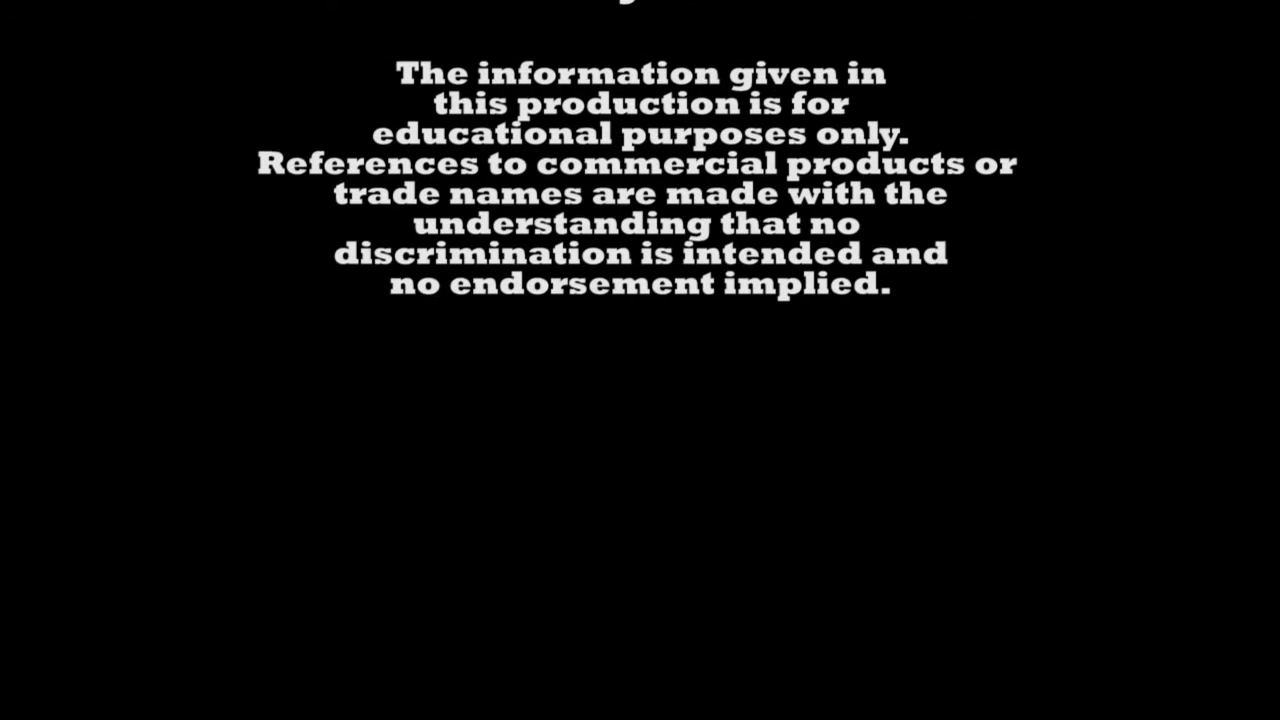 The information given in
this production is for
educational purposes only.
References to commercial products or
trade names are made with the
understanding that no
discrimination is intended and
no endorsement implied.